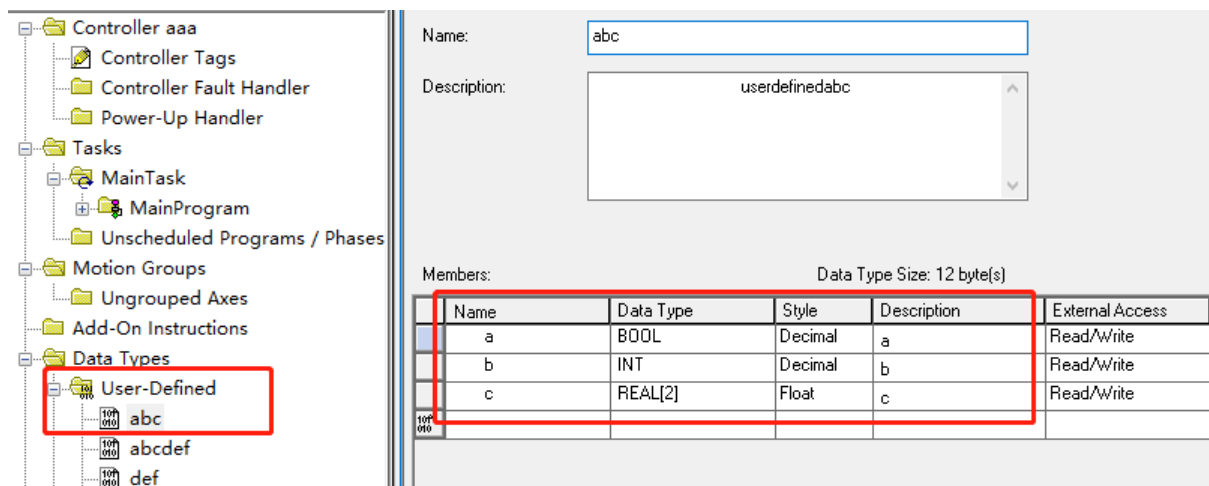 Controller aaa
Controller Tags
Controller Fault Handler
Power-Up Handler
Tasks
MainTask
MainProgram
Unscheduled Programs / Phases
Motion Groups
Ungrouped Axes
Add-On Instructions
Data Types
User-Defined
abc
abcdef
def
Name: abc
Description: userdefinedabc
Members: Data Type Size: 12 byte(s)
Name Data Type Style Description External Access
a BOOL Decimal a Read/Write
b INT Decimal b Read/Write
c REAL[2] Float c Read/Write